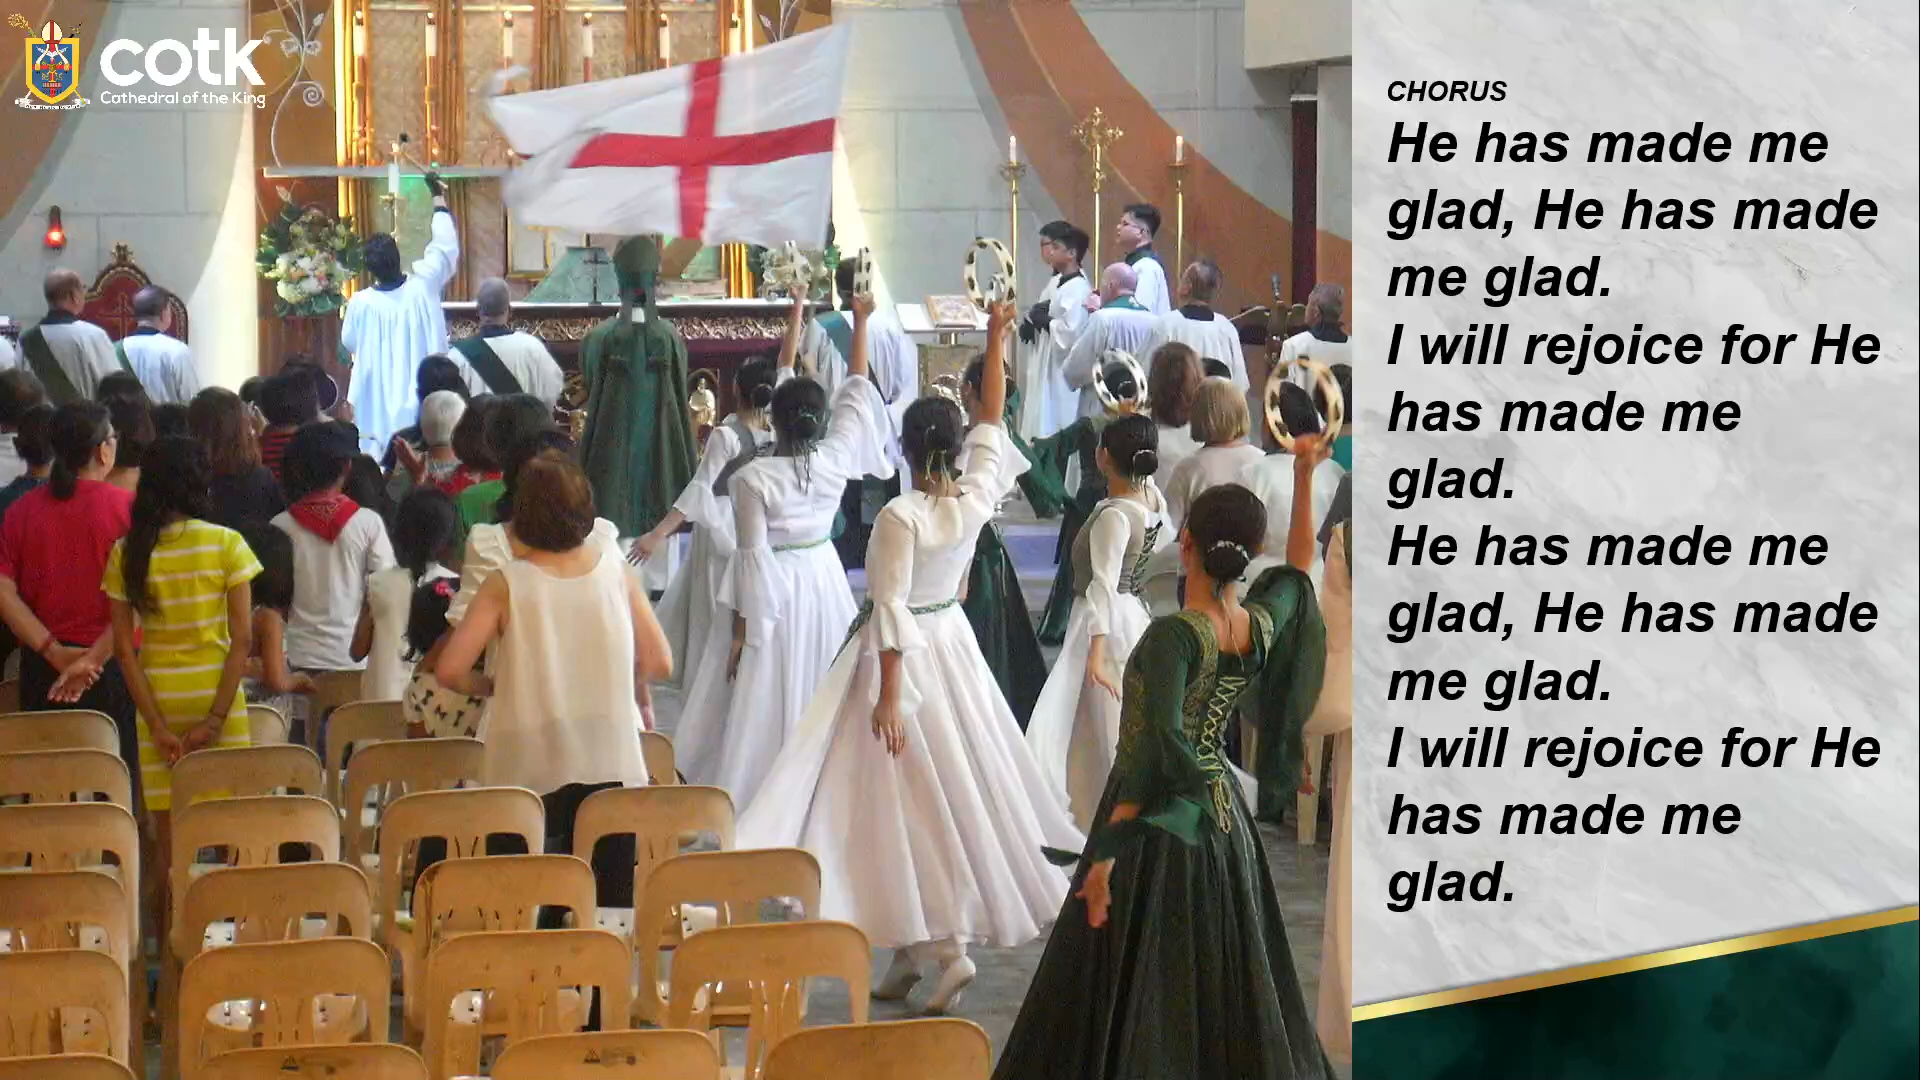 cotk
Cathedral of the King
CHORUS
He has made me
glad, He has made
me glad.
I will rejoice for He
has made me
glad.
He has made me
glad, He has made
me glad.
I will rejoice for He
has made me
glad.